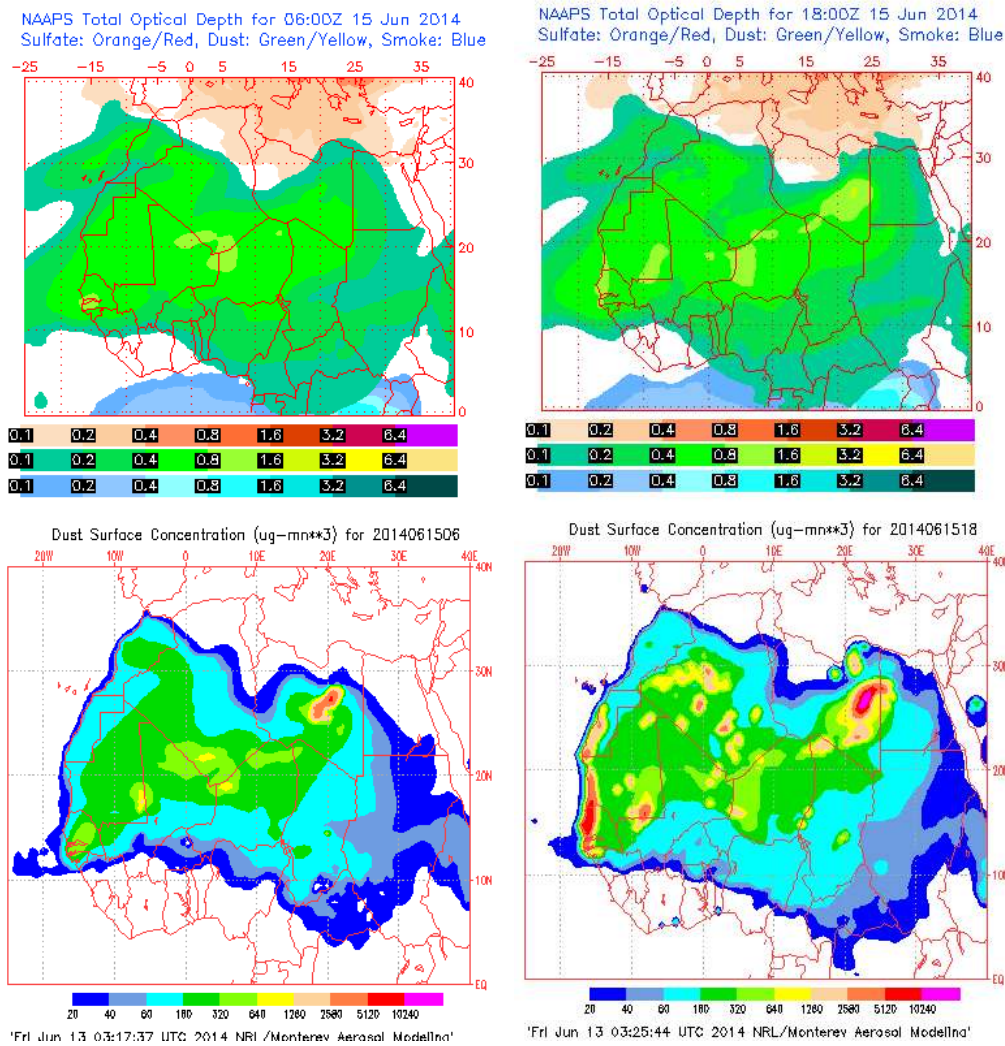 NAAPS Total Optical Depth for 06:00Z 15 Jun 2014
Sulfate: Orange/Red, Dust: Green/Yellow, Smoke: Blue
-25 -15 -5 0 5 15 25 35
40
30
20
10
0
0.1 0.2 0.4 0.8 1.6 3.2 6.4
0.1 0.2 0.4 0.8 1.6 3.2 6.4
0.1 0.2 0.4 0.8 1.6 3.2 6.4
NAAPS Total Optical Depth for 18:00Z 15 Jun 2014
Sulfate: Orange/Red, Dust: Green/Yellow, Smoke: Blue
-25 -15 -5 0 5 15 25 35
40
30
20
10
0
0.1 0.2 0.4 0.8 1.6 3.2 6.4
0.1 0.2 0.4 0.8 1.6 3.2 6.4
0.1 0.2 0.4 0.8 1.6 3.2 6.4
Dust Surface Concentration (ug-mn**3) for 2014061506
20W 10W 0 10E 20E 30E 40E
40N
30N
20N
10N
EQ
20 40 60 160 320 640 1280 2560 5120 10240
'Fri Jun 13 03:17:37 UTC 2014 NRL/Monterey Aerosol Modeling'
Dust Surface Concentration (ug-mn**3) for 2014061518
20W 10W 0 10E 20E 30E 40E
40N
30N
20N
10N
EQ
20 40 60 160 320 640 1280 2560 5120 10240
'Fri Jun 13 03:25:44 UTC 2014 NRL/Monterey Aerosol Modeling'